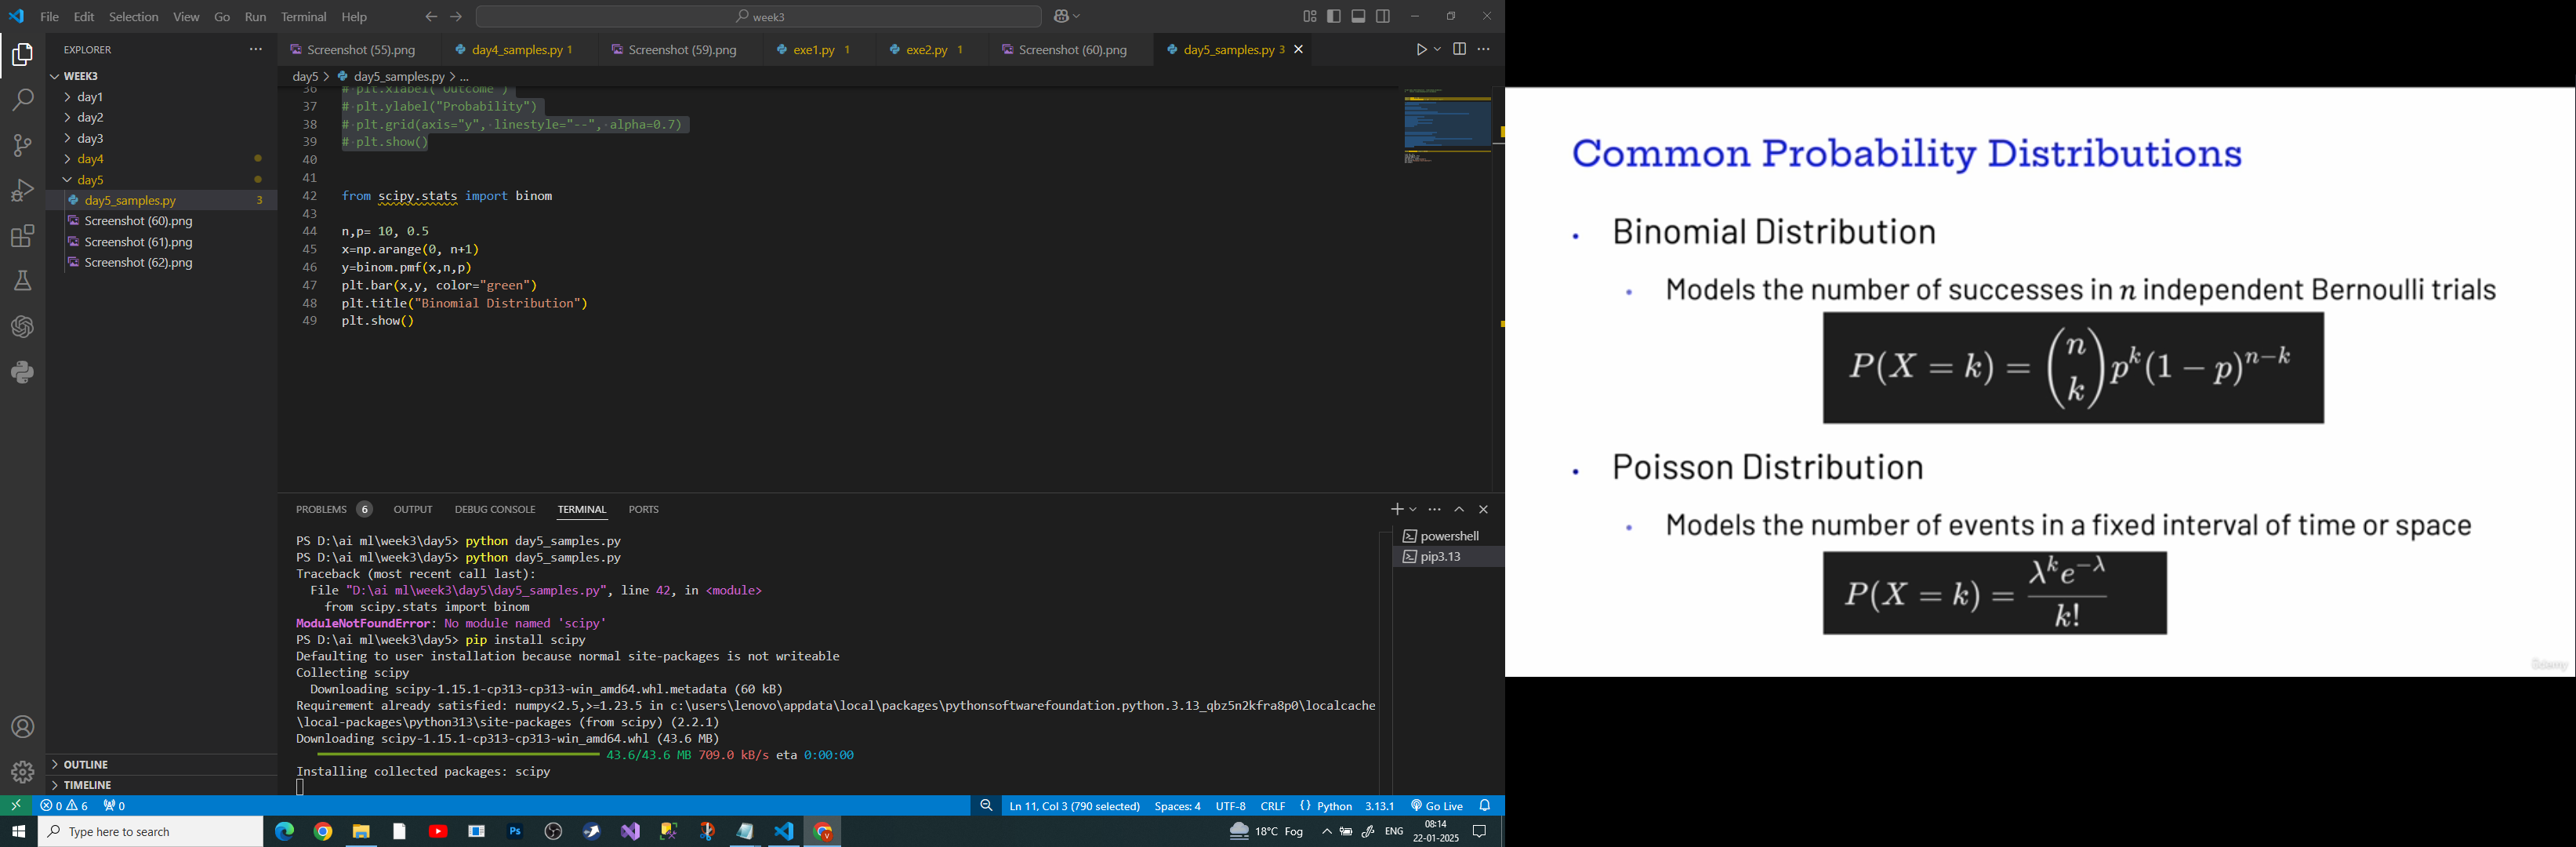 File Edit Selection View Go Run Terminal Help
week3
EXPLORER
Screenshot (55).png
day4_samples.py 1
Screenshot (59).png
exe1.py 1
exe2.py 1
Screenshot (60).png
day5_samples.py 3
WEEK3
day1
day2
day3
day4
day5
day5_samples.py 3
Screenshot (60).png
Screenshot (61).png
Screenshot (62).png
OUTLINE
TIMELINE
day5 > day5_samples.py > ...
36 # plt.xlabel("Outcome")
37 # plt.ylabel("Probability")
38 # plt.grid(axis="y", linestyle="--", alpha=0.7)
39 # plt.show()
40
41
42 from scipy.stats import binom
43
44 n,p= 10, 0.5
45 x=np.arange(0, n+1)
46 y=binom.pmf(x,n,p)
47 plt.bar(x,y, color="green")
48 plt.title("Binomial Distribution")
49 plt.show()
PROBLEMS 6 OUTPUT DEBUG CONSOLE TERMINAL PORTS
powershell
pip3.13
PS D:\ai ml\week3\day5> python day5_samples.py
PS D:\ai ml\week3\day5> python day5_samples.py
Traceback (most recent call last):
File "D:\ai ml\week3\day5\day5_samples.py", line 42, in <module>
from scipy.stats import binom
ModuleNotFoundError: No module named 'scipy'
PS D:\ai ml\week3\day5> pip install scipy
Defaulting to user installation because normal site-packages is not writeable
Collecting scipy
Downloading scipy-1.15.1-cp313-cp313-win_amd64.whl.metadata (60 kB)
Requirement already satisfied: numpy<2.5,>=1.23.5 in c:\users\lenovo\appdata\local\packages\pythonsoftwarefoundation.python.3.13_qbz5n2kfra8p0\localcache
\local-packages\python313\site-packages (from scipy) (2.2.1)
Downloading scipy-1.15.1-cp313-cp313-win_amd64.whl (43.6 MB)
43.6/43.6 MB 709.0 kB/s eta 0:00:00
Installing collected packages: scipy
0 6 0
Ln 11, Col 3 (790 selected) Spaces: 4 UTF-8 CRLF {} Python 3.13.1 Go Live
Type here to search
Ps
18°C Fog
ENG
08:14
22-01-2025
Common Probability Distributions
• Binomial Distribution
• Models the number of successes in n independent Bernoulli trials
P(X = k) = (n k) p^k (1 − p)^{n−k}
• Poisson Distribution
• Models the number of events in a fixed interval of time or space
P(X = k) = λ^k e^{−λ} / k!
Udemy